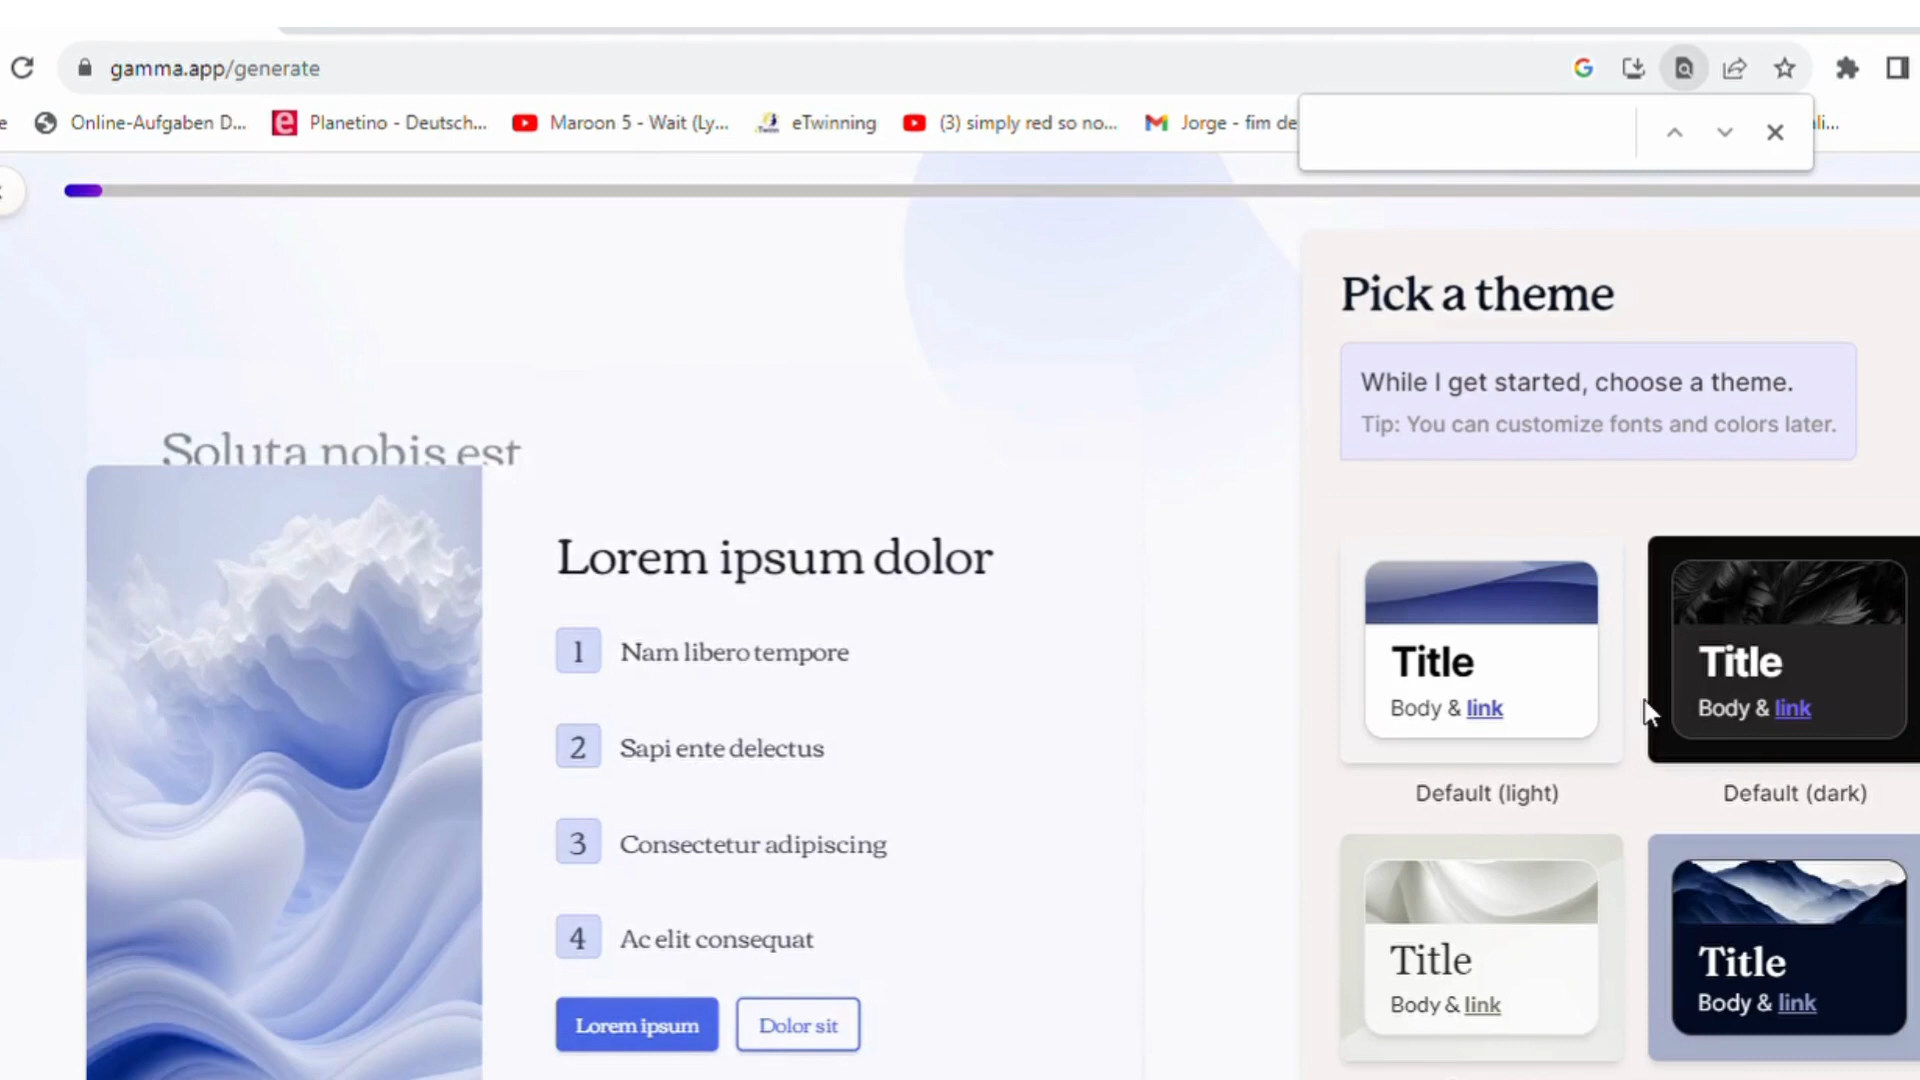 gamma.app/generate
e Online-Aufgaben D... Planetino - Deutsch... Maroon 5 - Wait (Ly... eTwinning (3) simply red so no... Jorge - fim de li...
Pick a theme
While I get started, choose a theme.
Tip: You can customize fonts and colors later.
Soluta nobis est
Lorem ipsum dolor
1 Nam libero tempore
2 Sapi ente delectus
3 Consectetur adipiscing
4 Ac elit consequat
Lorem ipsum Dolor sit
Title
Body & link
Default (light)
Title
Body & link
Default (dark)
Title
Body & link
Title
Body & link